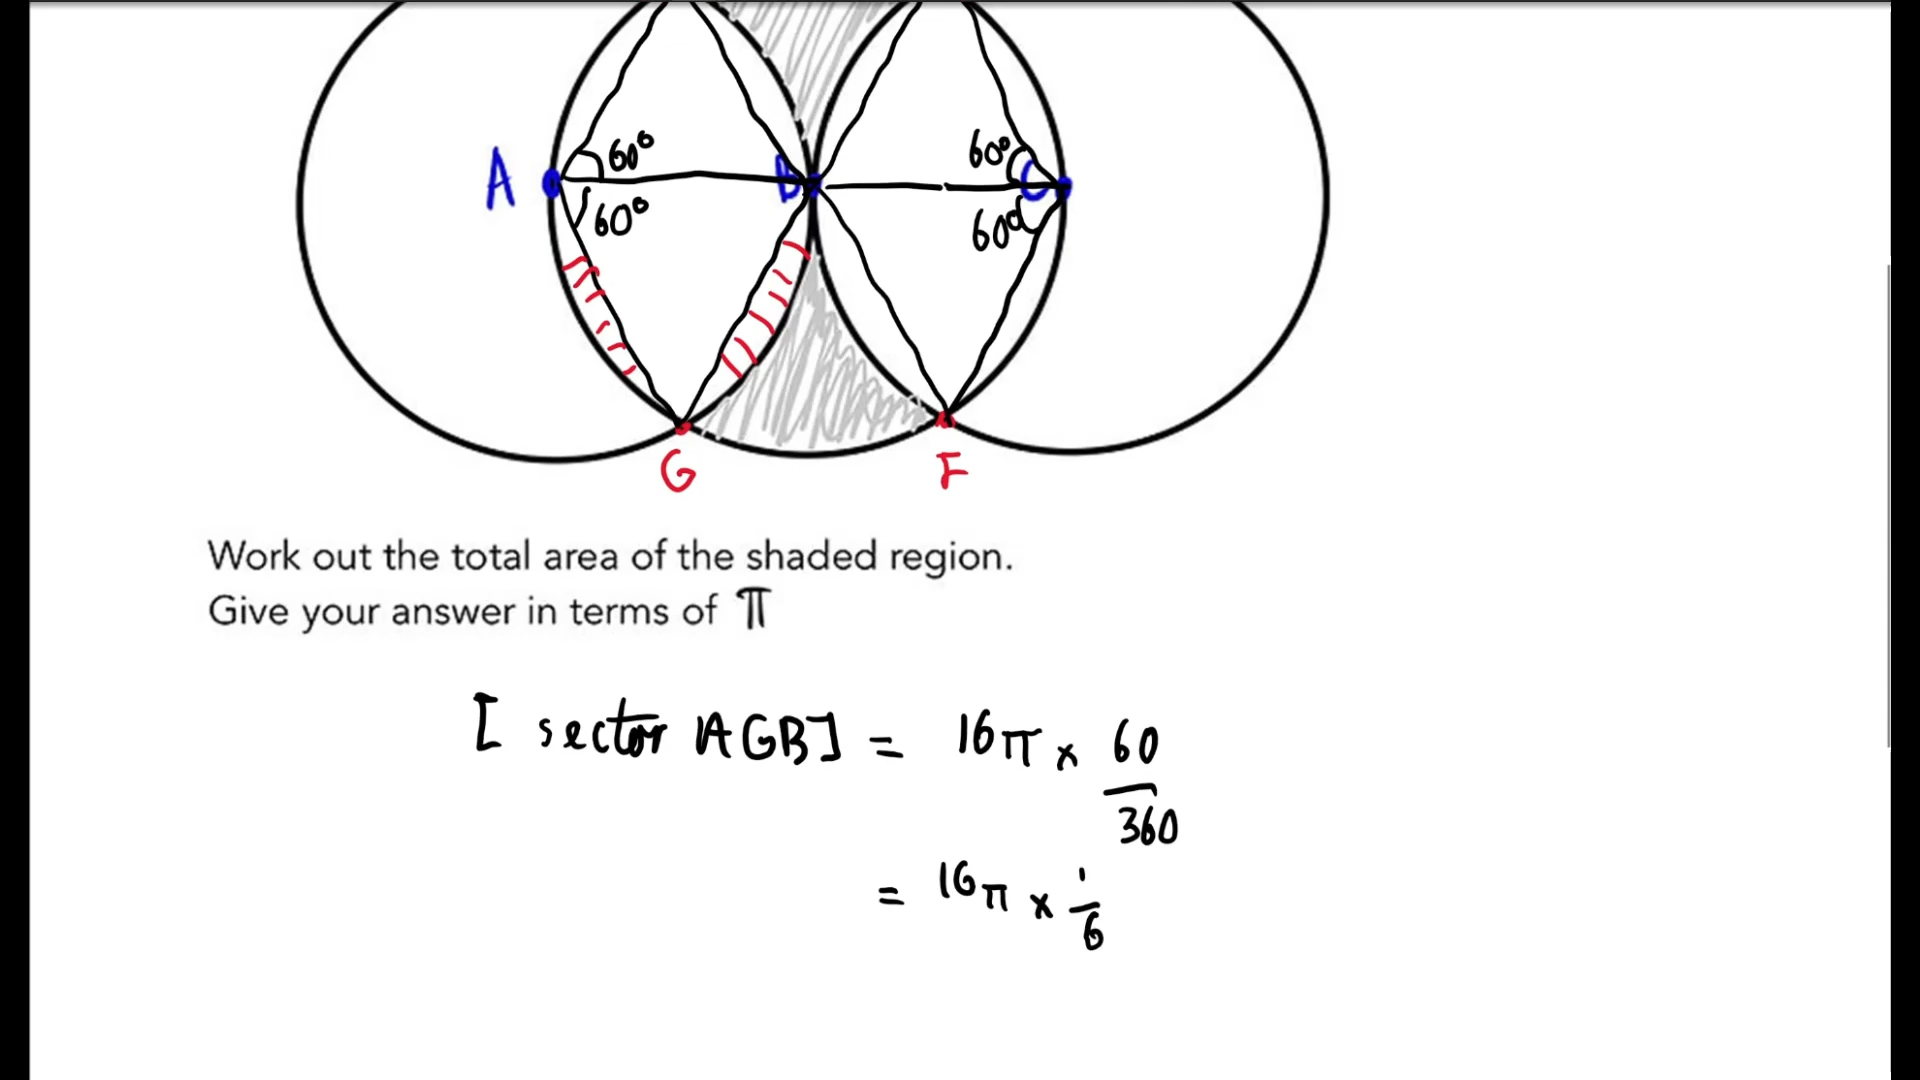 60°
60°
A
B
C
60°
60°
G
F
Work out the total area of the shaded region.
Give your answer in terms of π
[ sector AGB] = 16π × 60/360
= 16π × 1/6